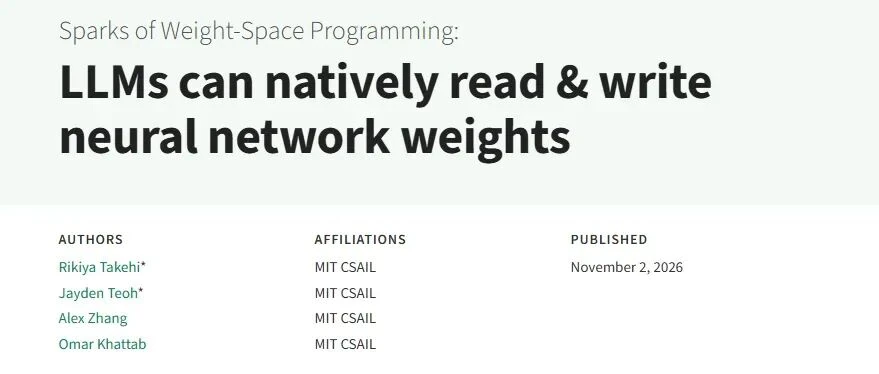 Sparks of Weight-Space Programming:
LLMs can natively read & write
neural network weights
AUTHORS
Rikiya Takehi*
Jayden Teoh*
Alex Zhang
Omar Khattab
AFFILIATIONS
MIT CSAIL
MIT CSAIL
MIT CSAIL
MIT CSAIL
PUBLISHED
November 2, 2026